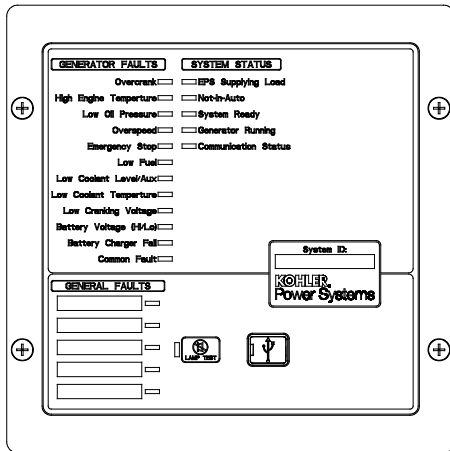 GENERATOR FAULTS
Overcrank
High Engine Temperture
Low Oil Pressure
Overspeed
Emergency Stop
Low Fuel
Low Coolant Level/Aux
Low Coolant Temperture
Low Cranking Voltage
Battery Voltage (Hi/Lo)
Battery Charger Fail
Common Fault
SYSTEM STATUS
EPS Supplying Load
Not-In-Auto
System Ready
Generator Running
Communication Status
System ID:
KOHLER
Power Systems
GENERAL FAULTS
LAMP TEST